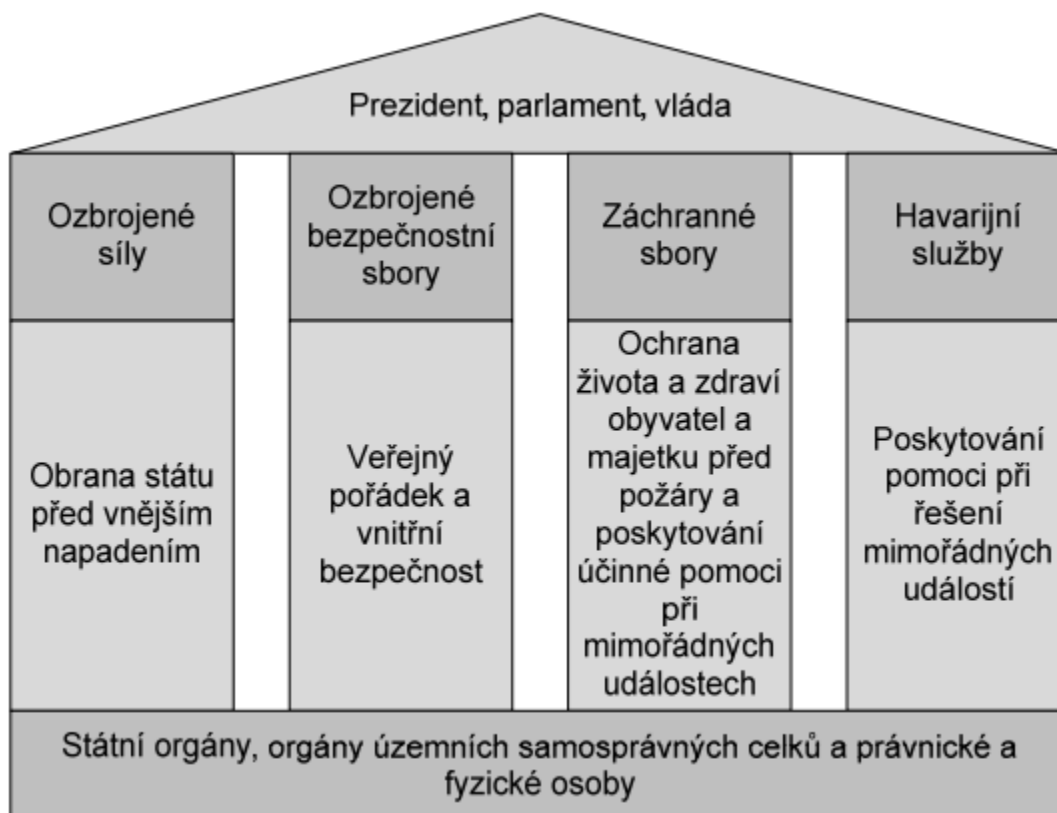 Prezident, parlament, vláda
Ozbrojené
síly
Ozbrojené
bezpečnostní
sbory
Záchranné
sbory
Havarijní
služby
Obrana státu
před vnějším
napadením
Veřejný
pořádek a
vnitřní
bezpečnost
Ochrana
života a zdraví
obyvatel a
majetku před
požáry a
poskytování
účinné pomoci
při
mimořádných
událostech
Poskytování
pomoci při
řešení
mimořádných
událostí
Státní orgány, orgány územních samosprávných celků a právnické a
fyzické osoby